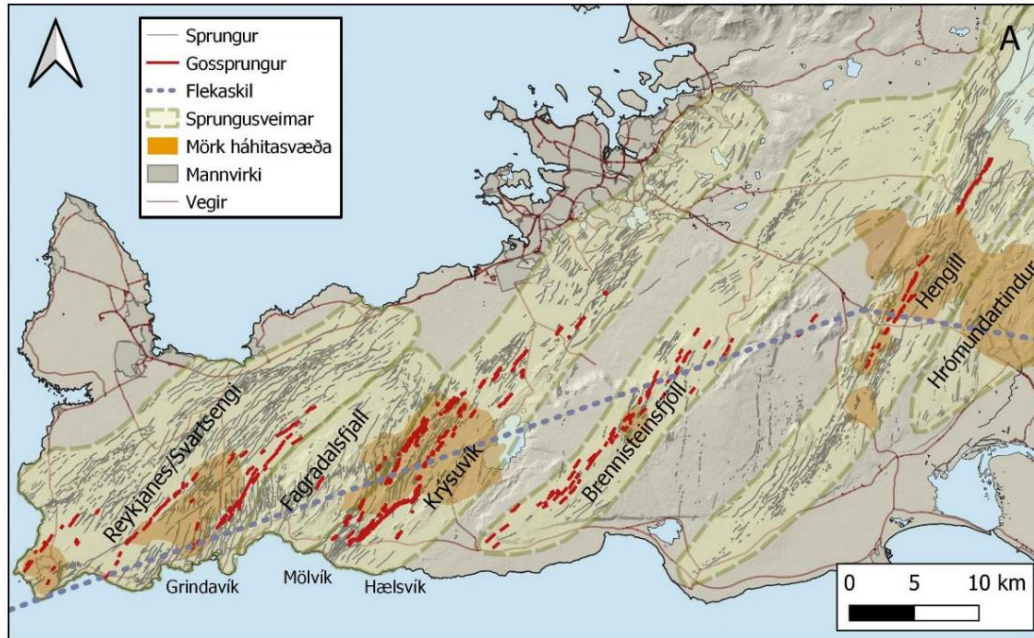 A
Sprungur
Gossprungur
Flekaskil
Sprungusveimar
Mörk háhitasvæða
Mannvirki
Vegir
Hengill
Hrómundartindur
Reykjanes/Svartsengi
Fagradalsfjall
Krýsuvík
Brennisteinsfjöll
Grindavík
Mölvík
Hælsvík
0 5 10 km